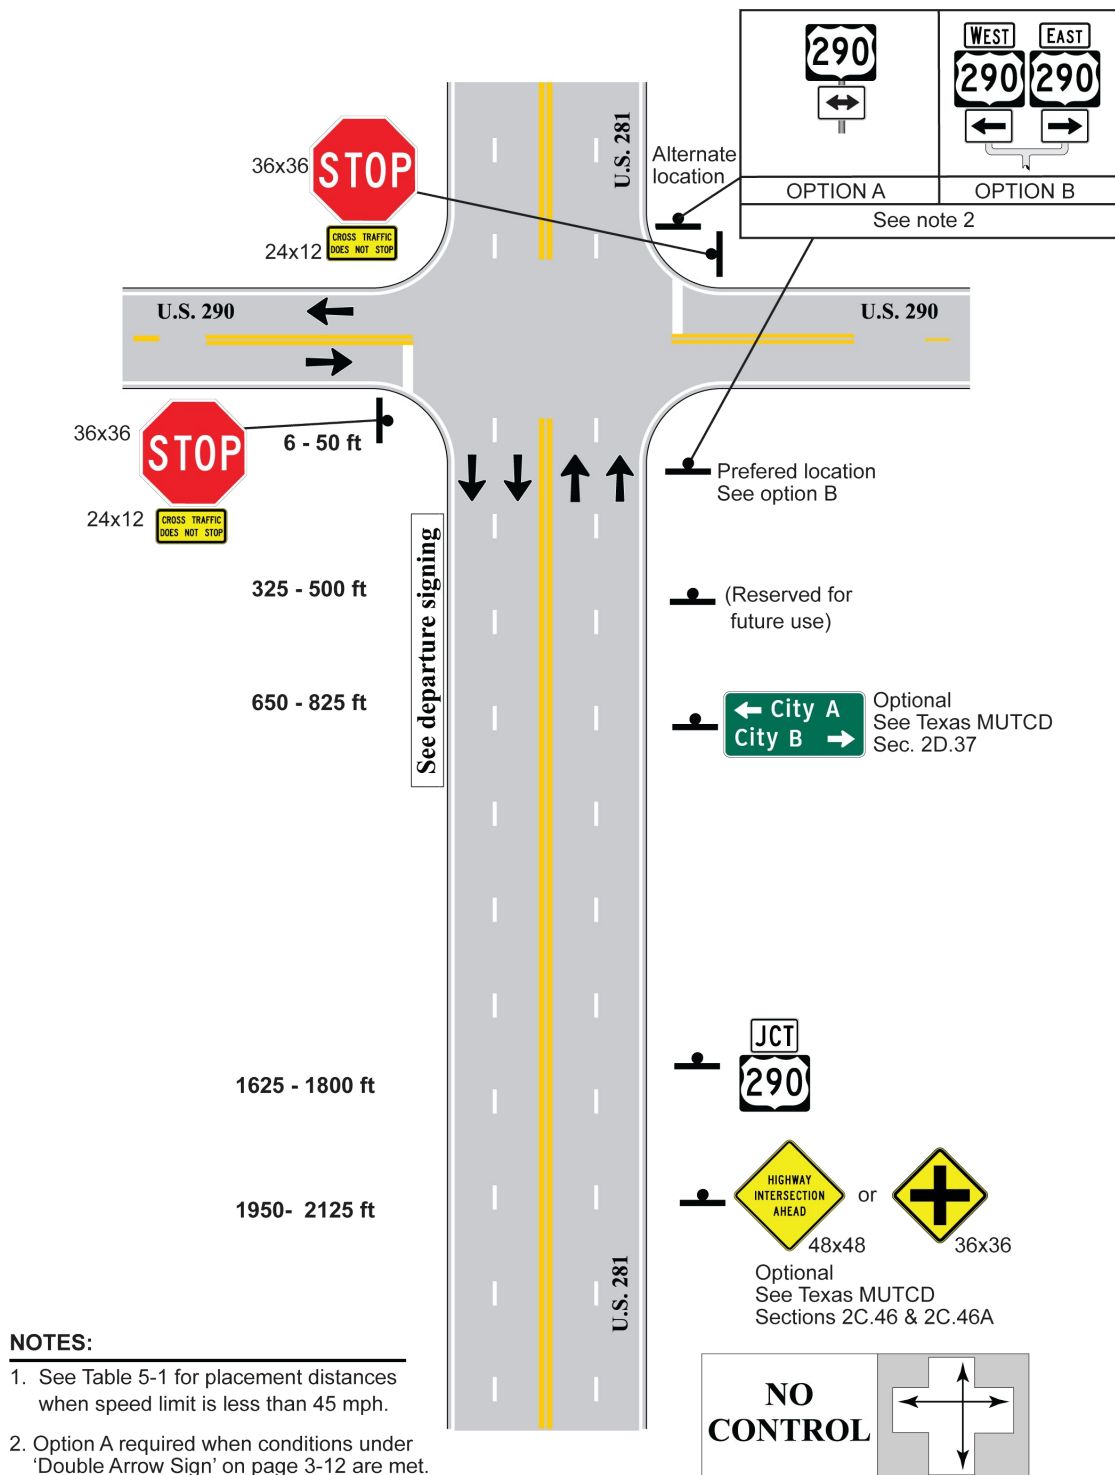 WEST EAST
290 290 290
OPTION A OPTION B
See note 2
U.S. 281
Alternate
location
36x36
STOP
24x12
CROSS TRAFFIC
DOES NOT STOP
U.S. 290
U.S. 290
36x36
STOP
24x12
CROSS TRAFFIC
DOES NOT STOP
6 - 50 ft
Prefered location
See option B
See departure signing
325 - 500 ft
(Reserved for
future use)
650 - 825 ft
City A
City B
Optional
See Texas MUTCD
Sec. 2D.37
1625 - 1800 ft
JCT
290
1950- 2125 ft
HIGHWAY
INTERSECTION
AHEAD
or
48x48
36x36
Optional
See Texas MUTCD
Sections 2C.46 & 2C.46A
U.S. 281
NOTES:
1. See Table 5-1 for placement distances
when speed limit is less than 45 mph.
2. Option A required when conditions under
‘Double Arrow Sign’ on page 3-12 are met.
NO
CONTROL